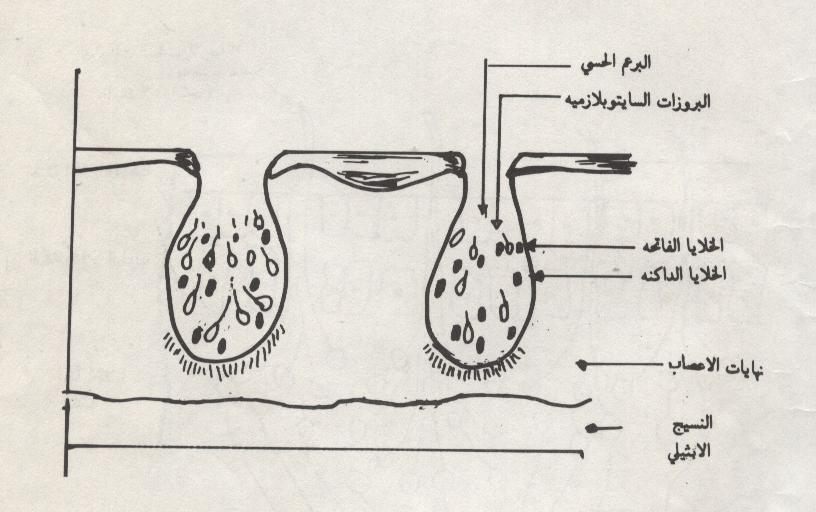 البرعم الحسي
البروزات السايتوبلازميه
الخلايا الفاتحه
الخلايا الداكنه
نهايات الاعصاب
النسيج
الابثيلي